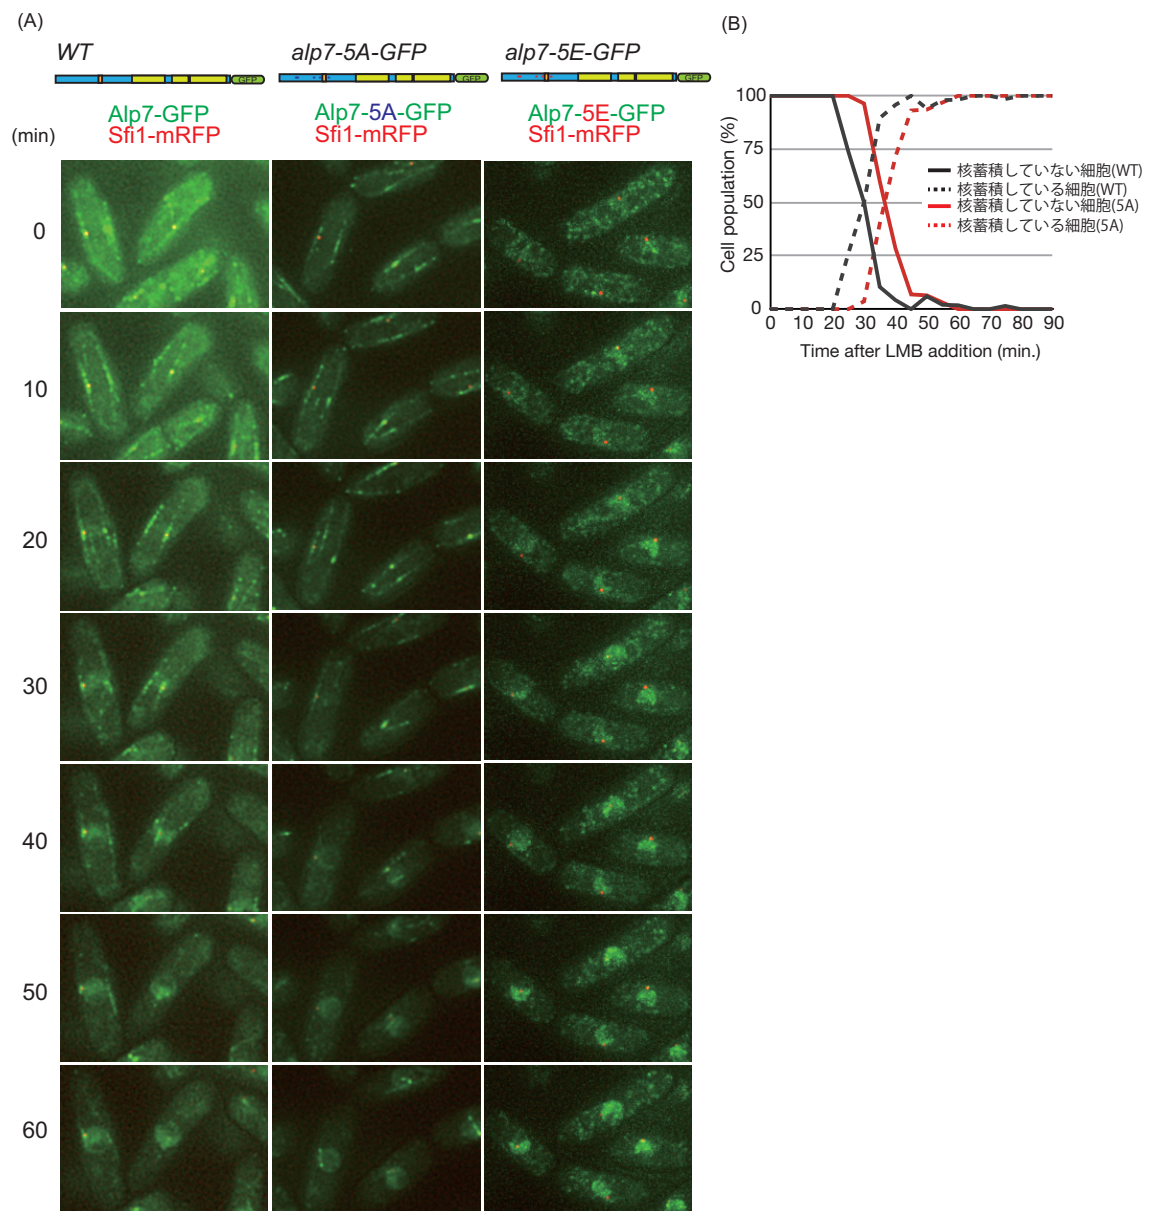 (A)
WT
alp7-5A-GFP
alp7-5E-GFP
GFP
GFP
GFP
(min)
Alp7-GFP
Sfi1-mRFP
Alp7-5A-GFP
Sfi1-mRFP
Alp7-5E-GFP
Sfi1-mRFP
0
10
20
30
40
50
60
(B)
Cell population (%)
100
75
50
25
0
核蓄積していない細胞(WT)
核蓄積している細胞(WT)
核蓄積していない細胞(5A)
核蓄積している細胞(5A)
0 10 20 30 40 50 60 70 80 90
Time after LMB addition (min.)